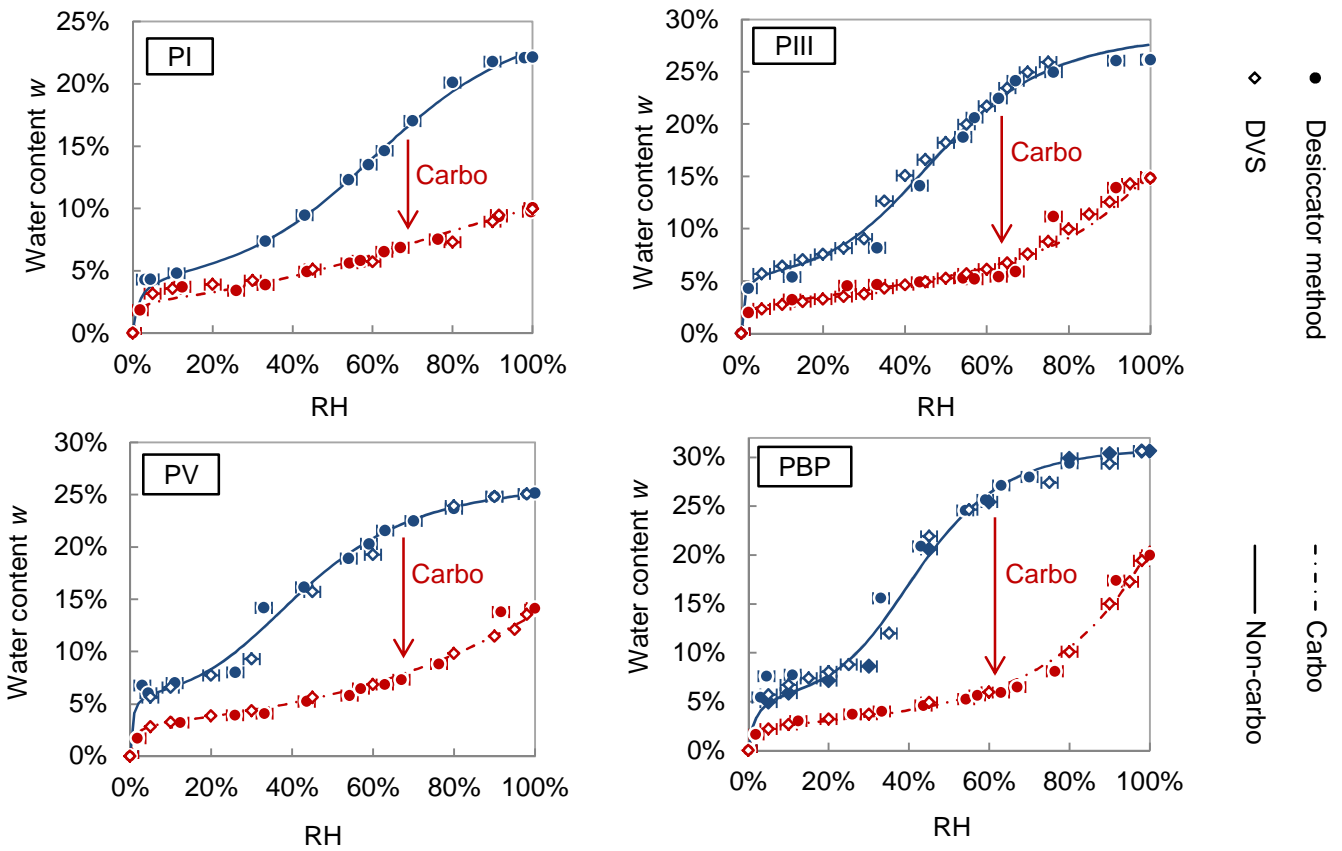 PI
Water content w
25%
20%
15%
10%
5%
0%
0% 20% 40% 60% 80% 100%
RH
Carbo
PIII
Water content w
30%
25%
20%
15%
10%
5%
0%
0% 20% 40% 60% 80% 100%
RH
Carbo
Desiccator method
DVS
PV
Water content w
30%
25%
20%
15%
10%
5%
0%
0% 20% 40% 60% 80% 100%
RH
Carbo
PBP
Water content w
30%
25%
20%
15%
10%
5%
0%
0% 20% 40% 60% 80% 100%
RH
Carbo
Carbo
Non-carbo